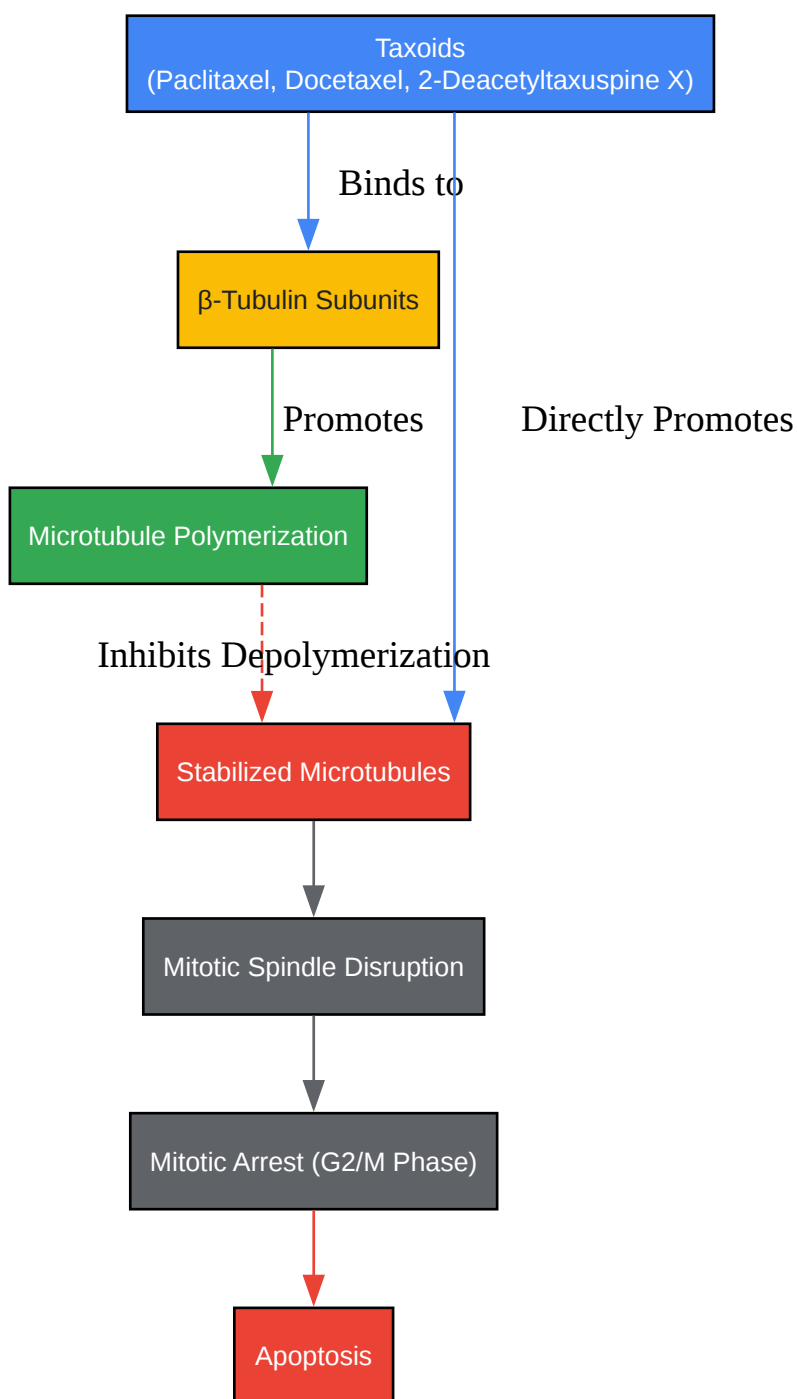 Taxoids
(Paclitaxel, Docetaxel, 2-Deacetyltaxuspine X)
Binds to
β-Tubulin Subunits
Promotes
Directly Promotes
Microtubule Polymerization
Inhibits Depolymerization
Stabilized Microtubules
Mitotic Spindle Disruption
Mitotic Arrest (G2/M Phase)
Apoptosis